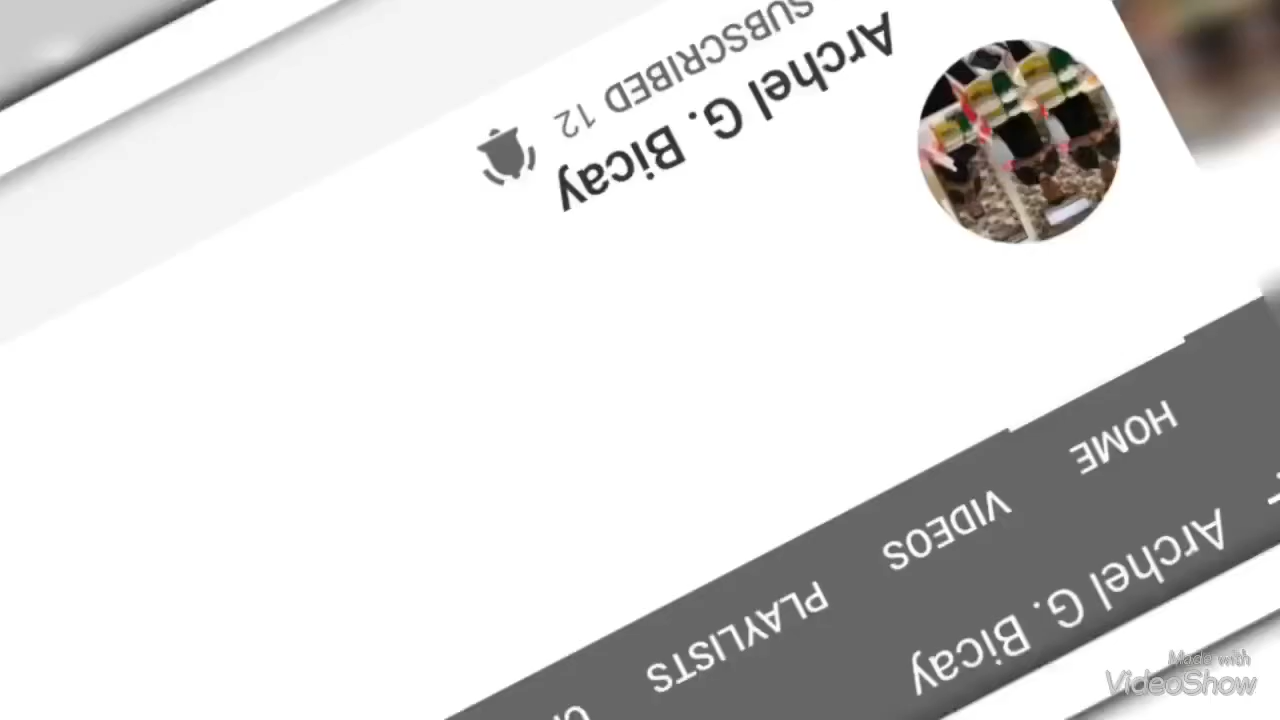 Archel G. Bicay
HOME
VIDEOS
PLAYLISTS
Archel G. Bicay
SUBSCRIBED 12
Made with
VideoShow